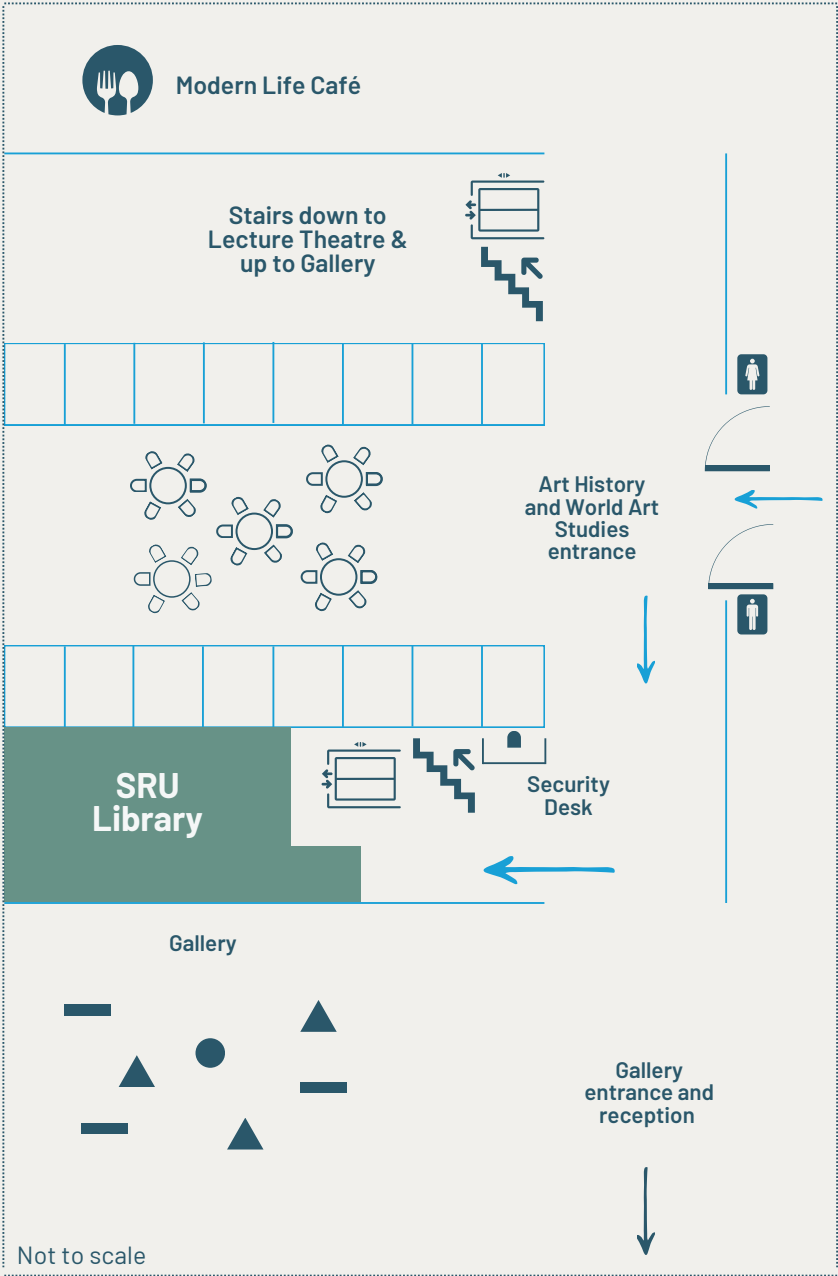 Modern Life Café
Stairs down to
Lecture Theatre &
up to Gallery
Art History
and World Art
Studies
entrance
SRU
Library
Security
Desk
Gallery
Gallery
entrance and
reception
Not to scale